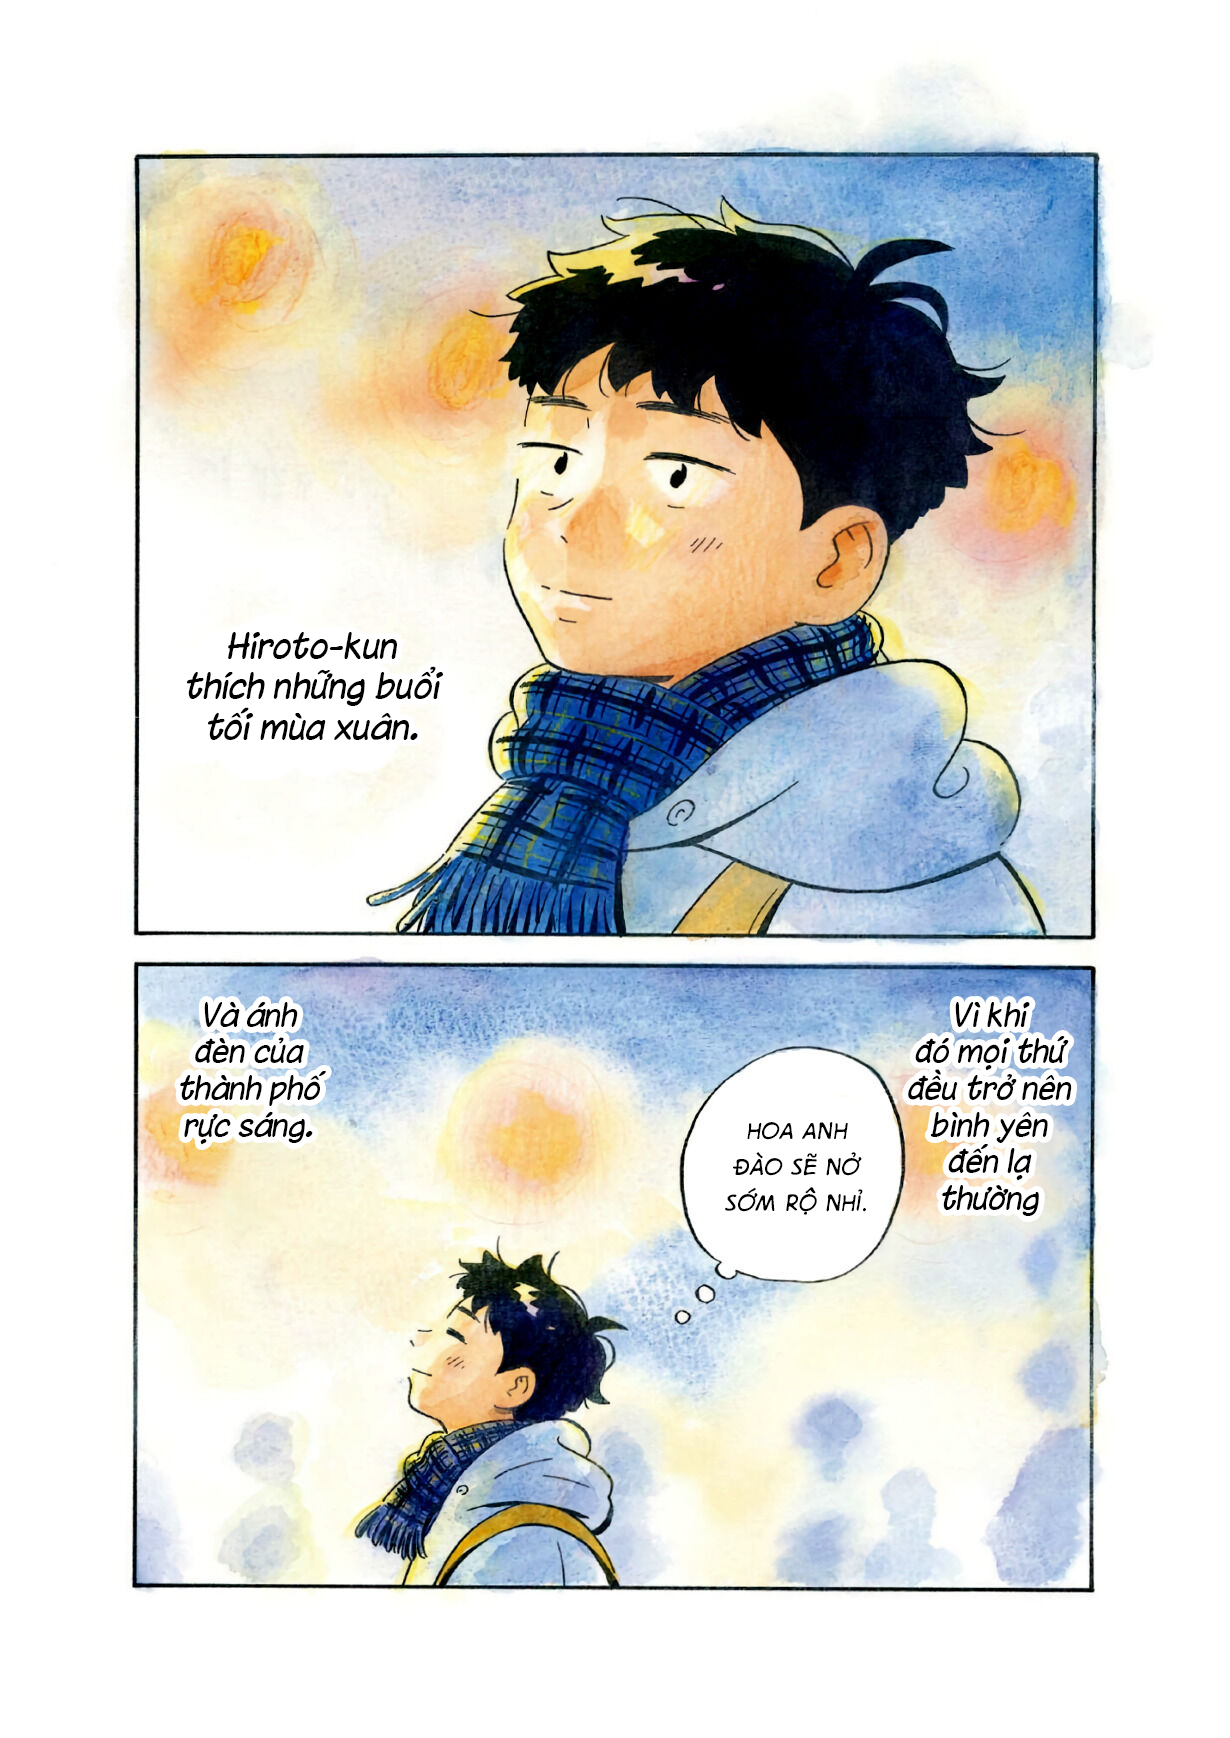 Hiroto-kun
thích những buổi
tối mùa xuân.
Vì khi
đó mọi thứ
đều trở nên
bình yên
đến lạ
thường
HOA ANH
ĐÀO SẼ NỞ
SỚM RỘ NHỈ.
Và ánh
đèn của
thành phố
rực sáng.